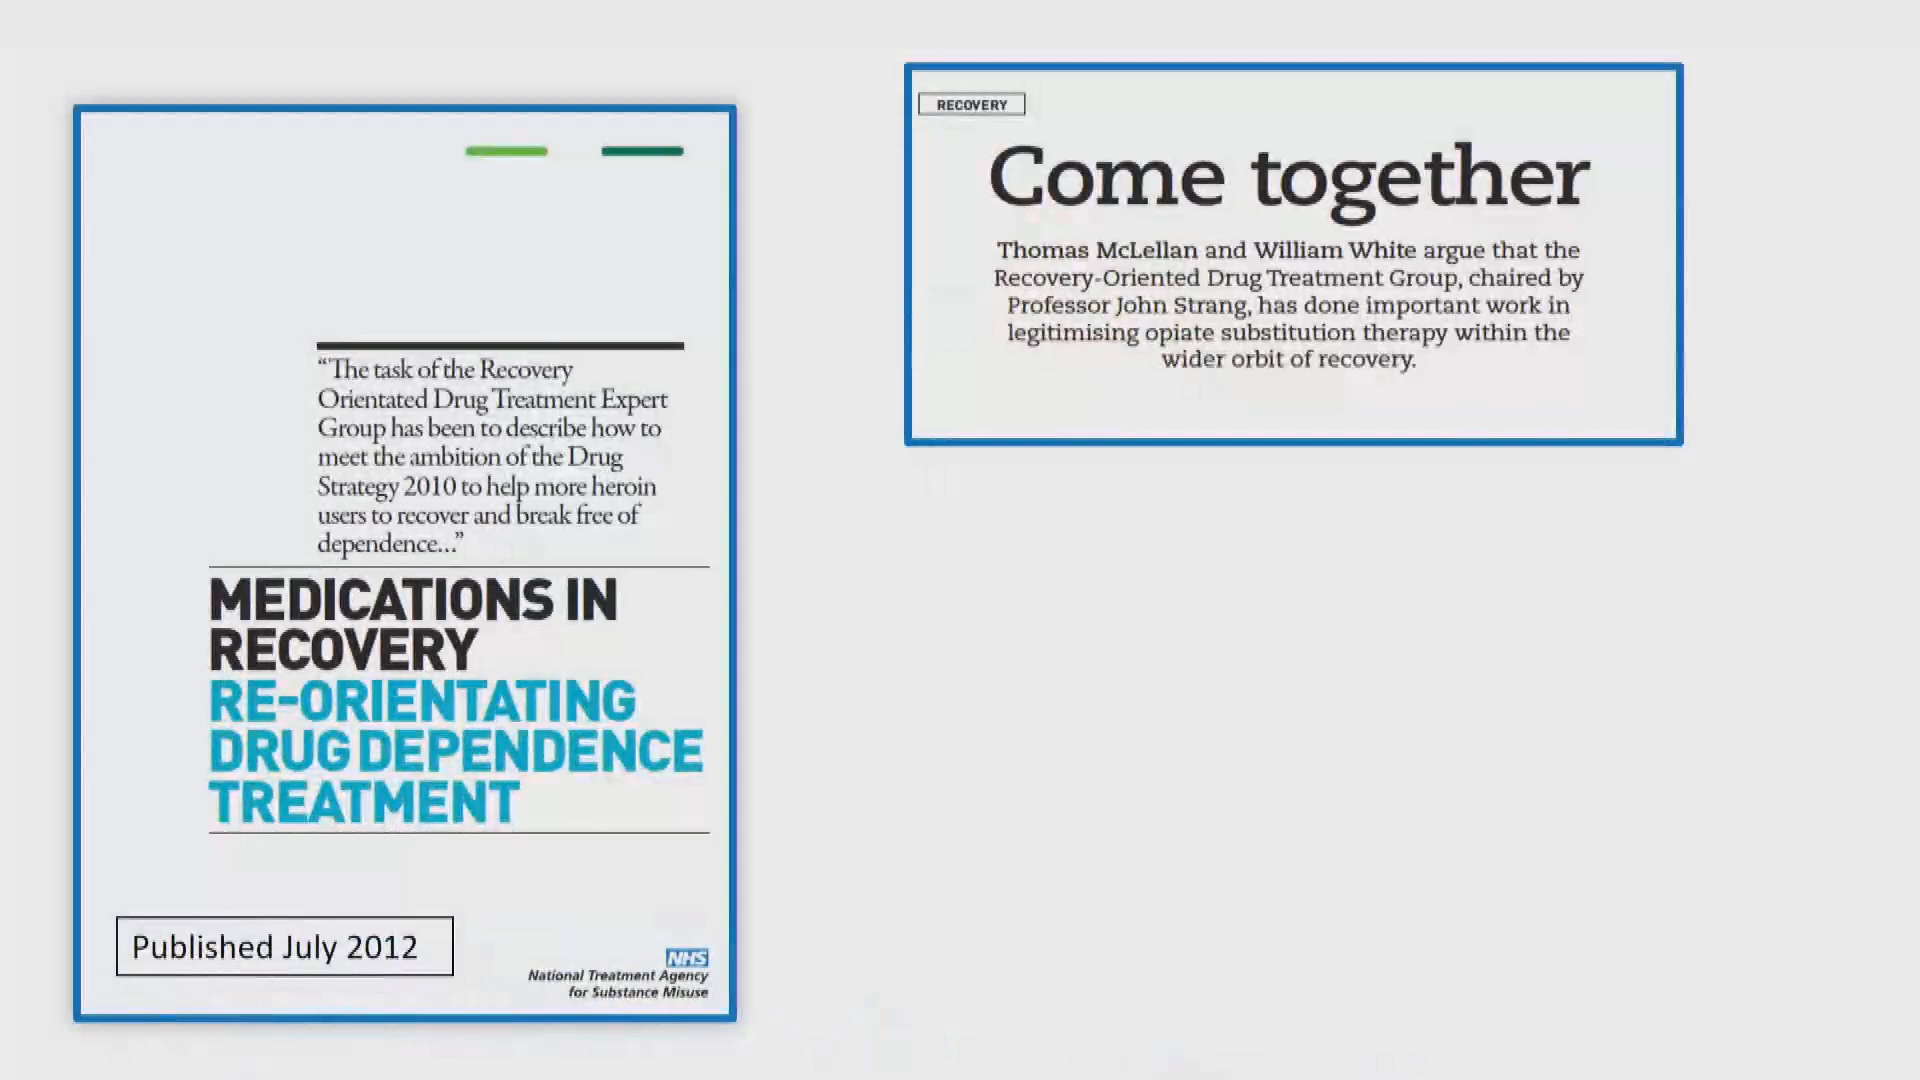 “The task of the Recovery
Orientated Drug Treatment Expert
Group has been to describe how to
meet the ambition of the Drug
Strategy 2010 to help more heroin
users to recover and break free of
dependence...”
MEDICATIONS IN
RECOVERY
RE-ORIENTATING
DRUG DEPENDENCE
TREATMENT
Published July 2012
NHS
National Treatment Agency
for Substance Misuse
RECOVERY
Come together
Thomas McLellan and William White argue that the
Recovery-Oriented Drug Treatment Group, chaired by
Professor John Strang, has done important work in
legitimising opiate substitution therapy within the
wider orbit of recovery.